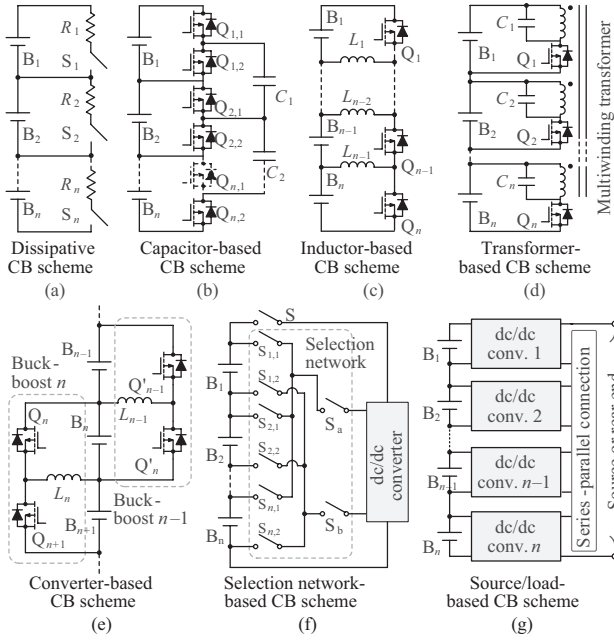 B₁
R₁
S₁
B₂
R₂
S₂
Bₙ
Rₙ
Sₙ
Dissipative
CB scheme
(a)
B₁
Q₁,₁
Q₁,₂
C₁
B₂
Q₂,₁
Q₂,₂
C₂
Bₙ
Qₙ,₁
Qₙ,₂
Capacitor-based
CB scheme
(b)
B₁
L₁
Q₁
Lₙ₋₂
Bₙ₋₁
Lₙ₋₁
Qₙ₋₁
Bₙ
Qₙ
Inductor-based
CB scheme
(c)
C₁
B₁
Q₁
C₂
B₂
Q₂
Cₙ
Bₙ
Qₙ
Multiwinding transformer
Transformer-
based CB scheme
(d)
Buck-
boost n
Bₙ₋₁
Q'ₙ₋₁
Lₙ₋₁
Qₙ
Bₙ
Q'ₙ
Lₙ
Qₙ₊₁
Bₙ₊₁
Buck-
boost n−1
Converter-based
CB scheme
(e)
S
Selection
network
S₁,₁
B₁
S₁,₂
S₂,₁
Sₐ
B₂
S₂,₂
Sₙ,₁
S_b
Bₙ
Sₙ,₂
dc/dc
converter
Selection network-
based CB scheme
(f)
B₁
dc/dc
conv. 1
B₂
dc/dc
conv. 2
Bₙ₋₁
dc/dc
conv. n−1
Bₙ
dc/dc
conv. n
Series -parallel connection
Source/load-
based CB scheme
(g)